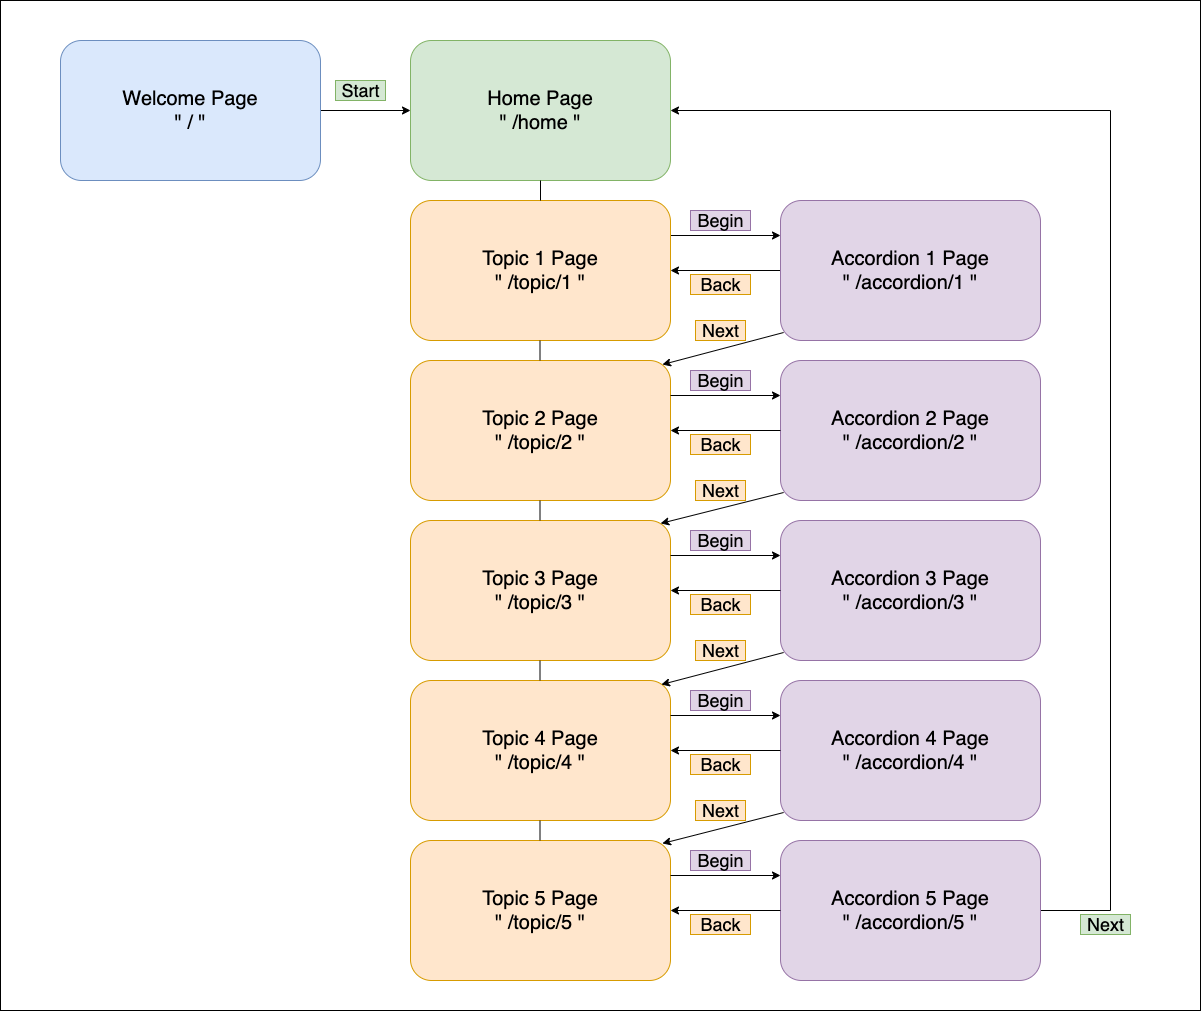 Welcome Page
" / "
Start
Home Page
" /home "
Topic 1 Page
" /topic/1 "
Begin
Back
Accordion 1 Page
" /accordion/1 "
Next
Topic 2 Page
" /topic/2 "
Begin
Back
Accordion 2 Page
" /accordion/2 "
Next
Topic 3 Page
" /topic/3 "
Begin
Back
Accordion 3 Page
" /accordion/3 "
Next
Topic 4 Page
" /topic/4 "
Begin
Back
Accordion 4 Page
" /accordion/4 "
Next
Topic 5 Page
" /topic/5 "
Begin
Back
Accordion 5 Page
" /accordion/5 "
Next